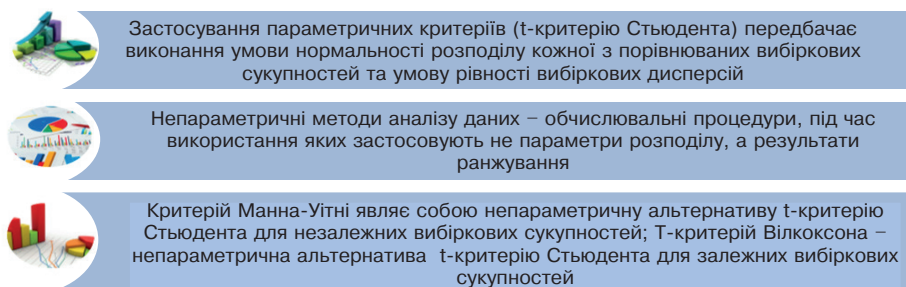 Застосування параметричних критеріїв (t-критерію Стьюдента) передбачає
виконання умови нормальності розподілу кожної з порівнюваних вибіркових
сукупностей та умову рівності вибіркових дисперсій
Непараметричні методи аналізу даних – обчислювальні процедури, під час
використання яких застосовують не параметри розподілу, а результати
ранжування
Критерій Манна-Уітні являє собою непараметричну альтернативу t-критерію
Стьюдента для незалежних вибіркових сукупностей; Т-критерій Вілкоксона –
непараметрична альтернатива t-критерію Стьюдента для залежних вибіркових
сукупностей